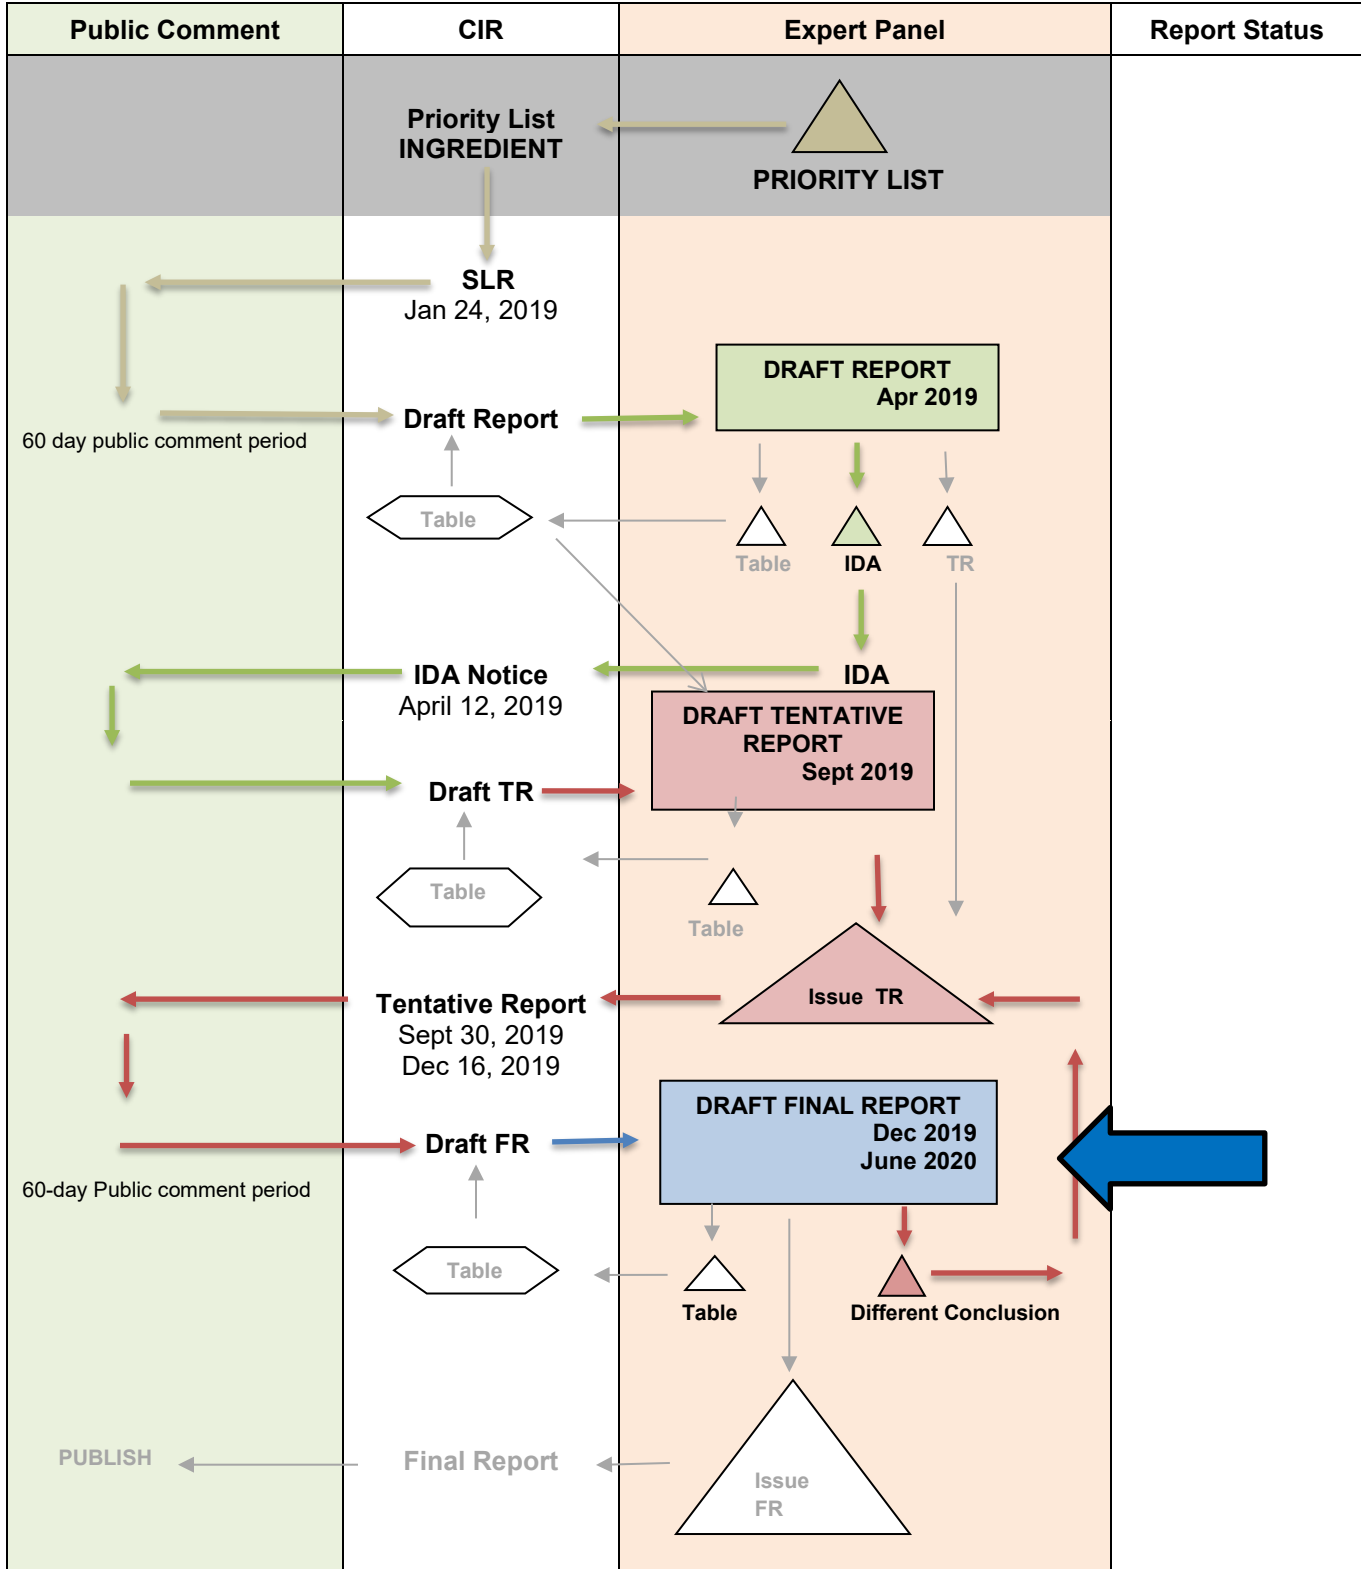 Public Comment
CIR
Expert Panel
Report Status
Priority List
INGREDIENT
PRIORITY LIST
SLR
Jan 24, 2019
DRAFT REPORT
Apr 2019
60 day public comment period
Draft Report
Table
Table
IDA
TR
IDA Notice
April 12, 2019
IDA
DRAFT TENTATIVE
REPORT
Sept 2019
Draft TR
Table
Table
Tentative Report
Sept 30, 2019
Dec 16, 2019
Issue TR
DRAFT FINAL REPORT
Dec 2019
June 2020
Draft FR
60-day Public comment period
Table
Table
Different Conclusion
PUBLISH
Final Report
Issue
FR